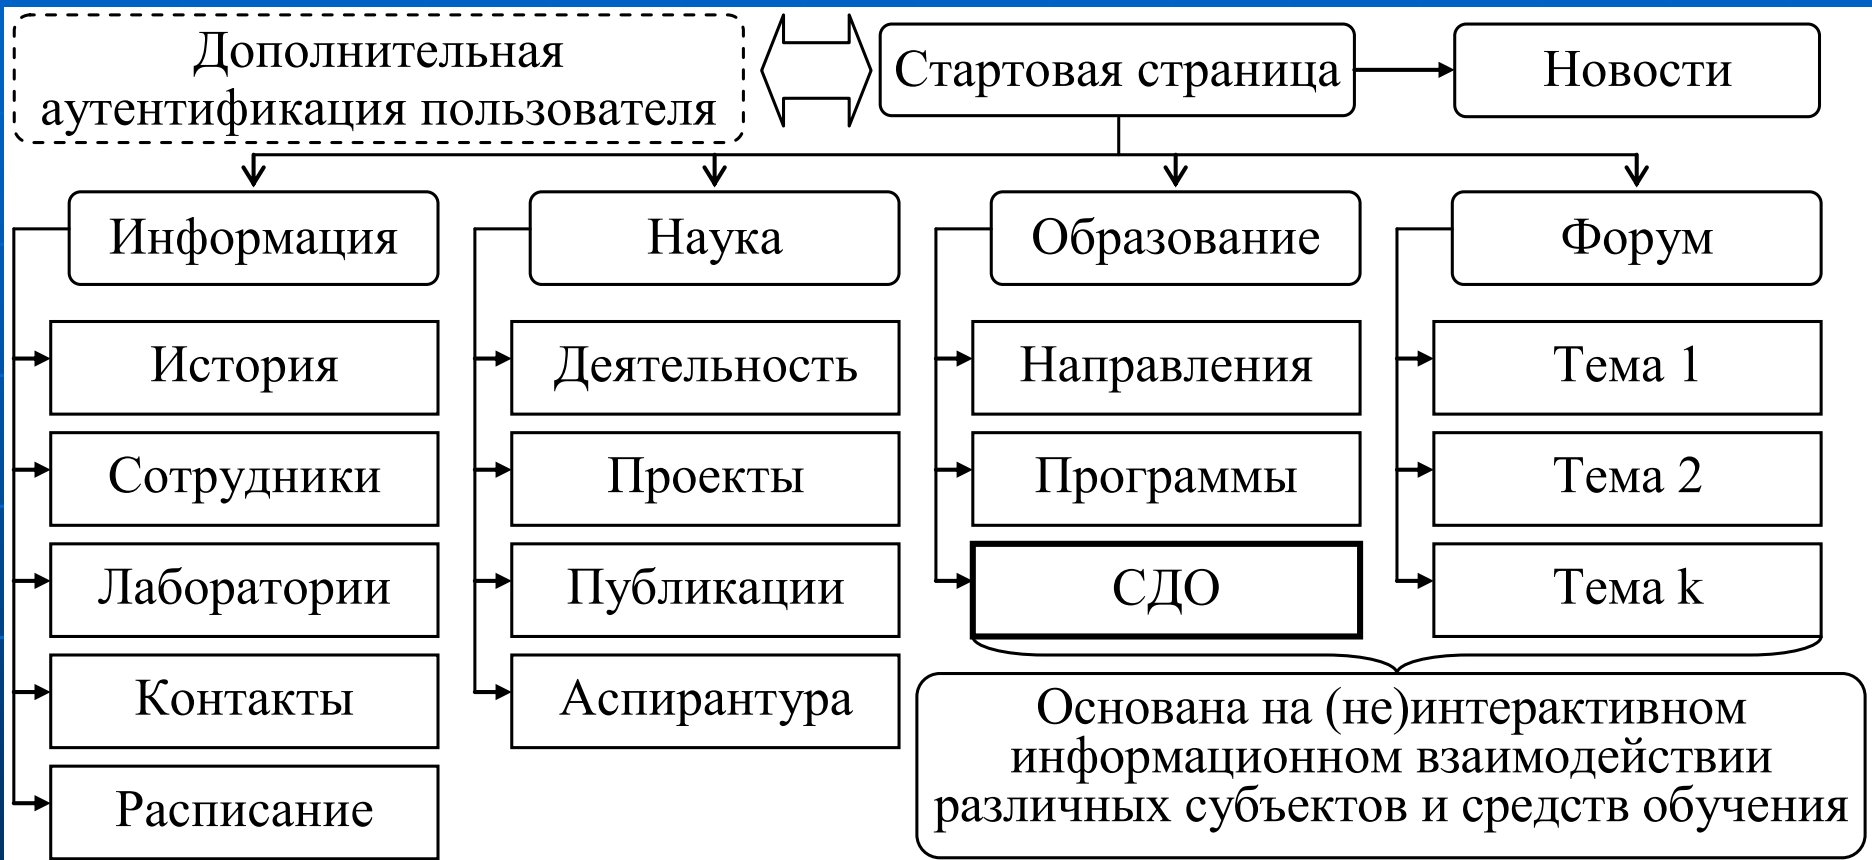 Дополнительная
аутентификация пользователя
Стартовая страница
Новости
Информация
Наука
Образование
Форум
История
Деятельность
Направления
Тема 1
Сотрудники
Проекты
Программы
Тема 2
Лаборатории
Публикации
СДО
Тема k
Контакты
Аспирантура
Расписание
Основана на (не)интерактивном
информационном взаимодействии
различных субъектов и средств обучения